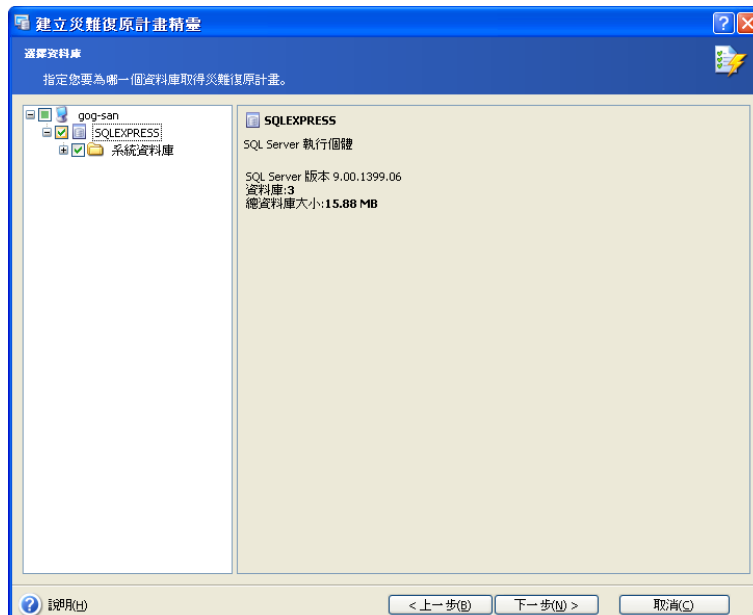 建立災難復原計畫精靈
選擇資料庫
指定您要為哪一個資料庫取得災難復原計畫。
gog-san
SQLEXPRESS
系統資料庫
SQLEXPRESS
SQL Server 執行個體
SQL Server 版本 9.00.1399.06
資料庫:3
總資料庫大小:15.88 MB
說明(H)
< 上一步(B)
下一步(N) >
取消(C)